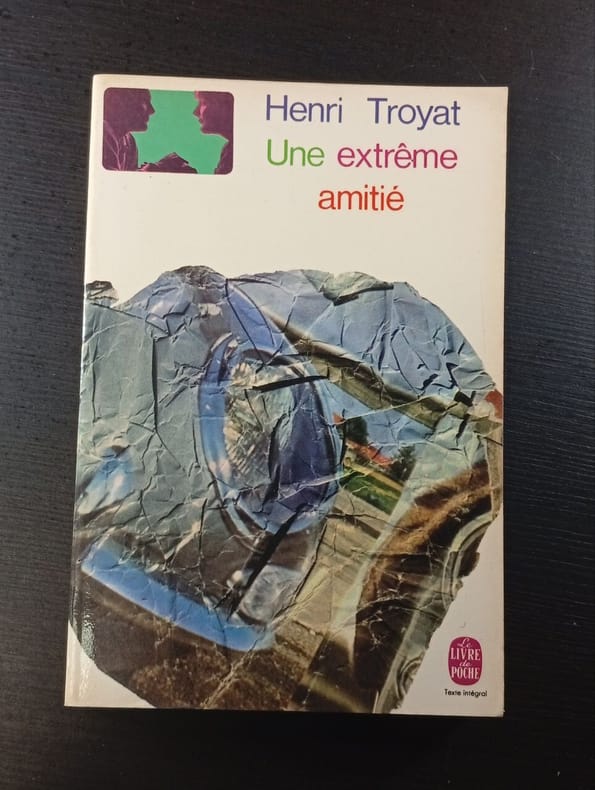 Henri Troyat
Une extrême
amitié
Le
LIVRE
de
POCHE
Texte intégral